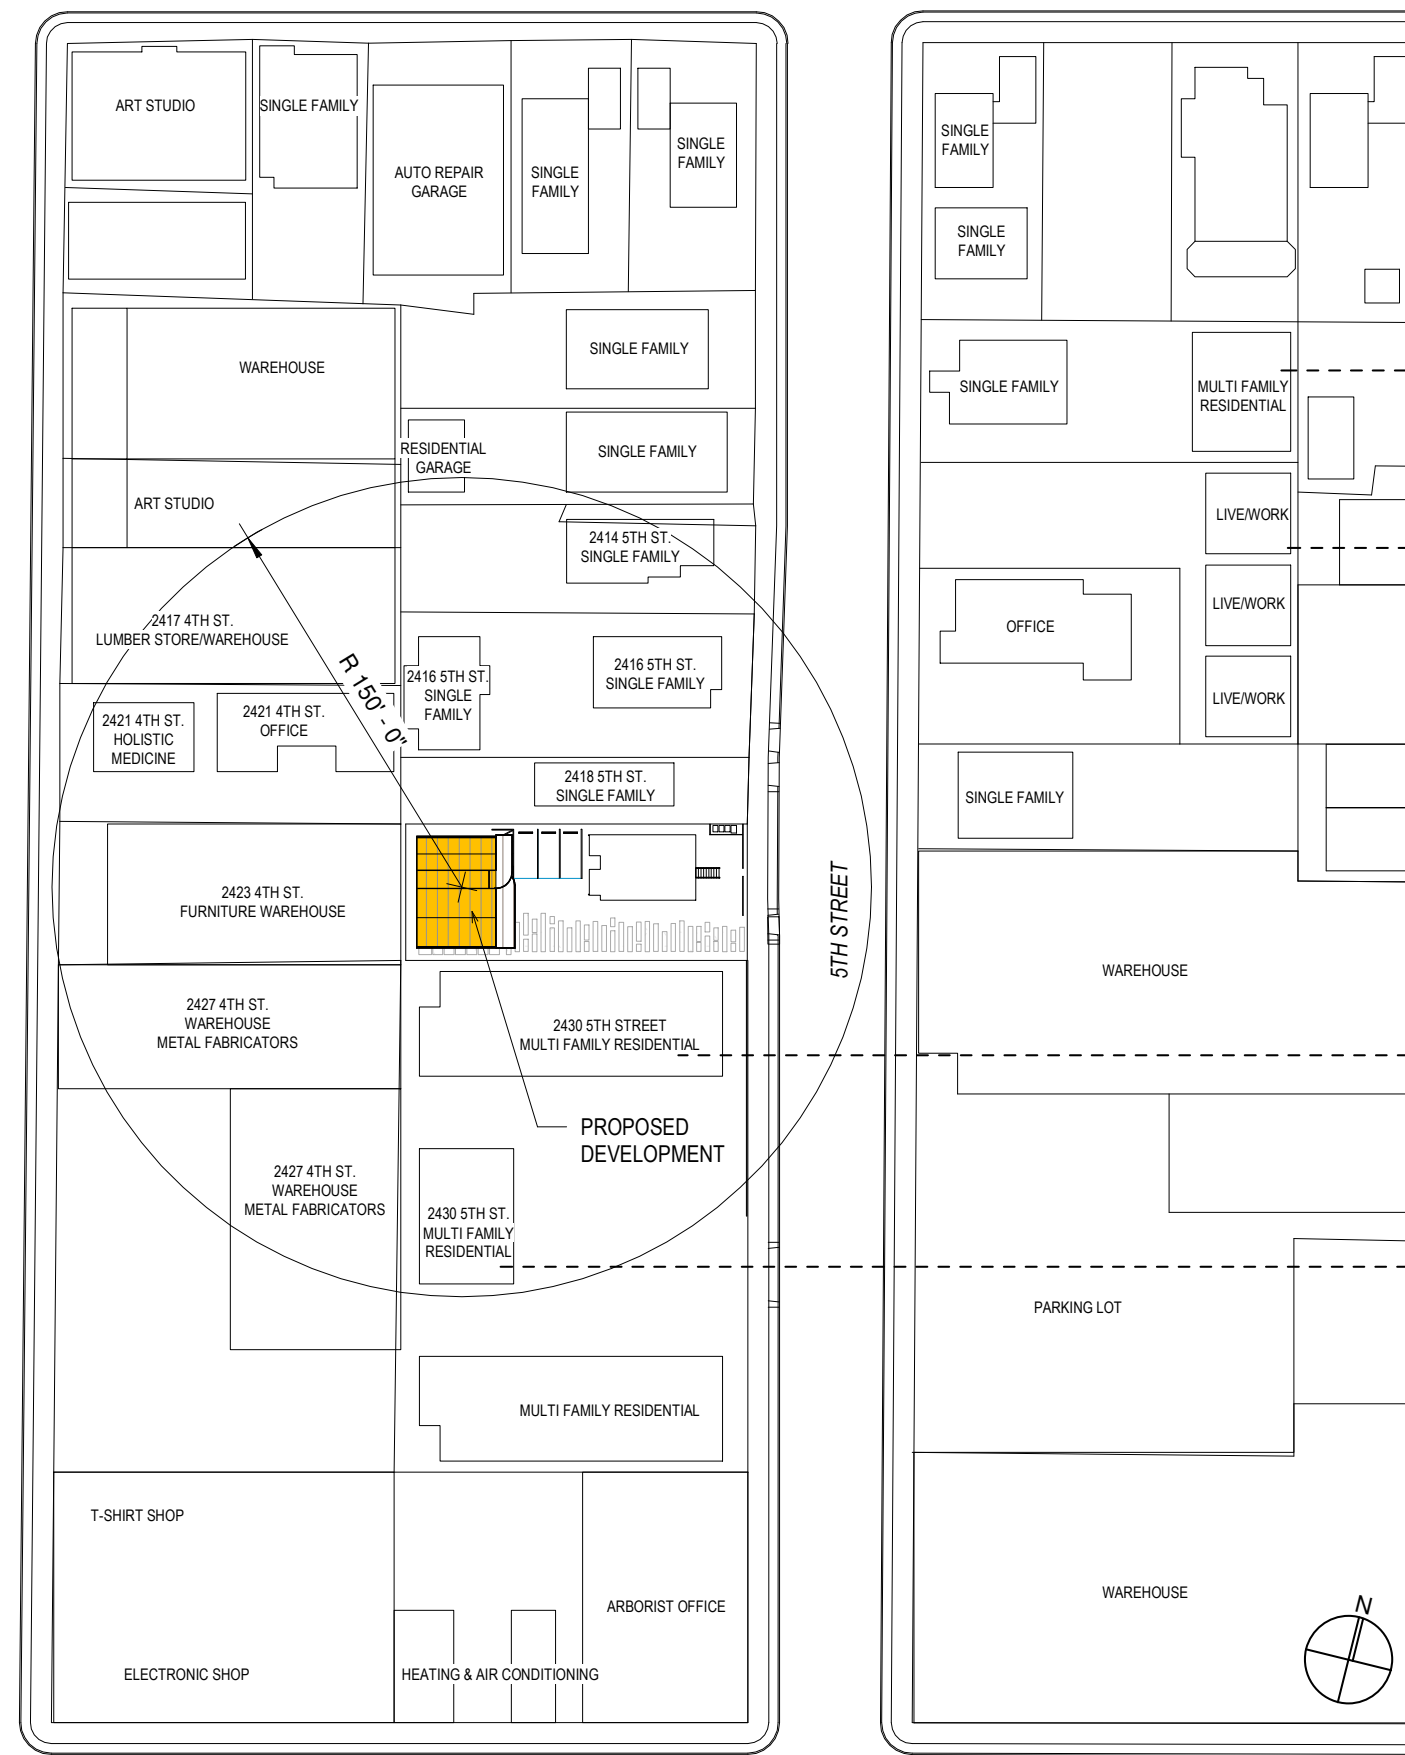 ART STUDIO
SINGLE FAMILY
AUTO REPAIR
GARAGE
SINGLE
FAMILY
SINGLE
FAMILY
WAREHOUSE
SINGLE FAMILY
RESIDENTIAL
GARAGE
SINGLE FAMILY
ART STUDIO
2414 5TH ST.
SINGLE FAMILY
2417 4TH ST.
LUMBER STORE/WAREHOUSE
R 150' - 0"
2416 5TH ST.
SINGLE
FAMILY
2416 5TH ST.
SINGLE FAMILY
2421 4TH ST.
HOLISTIC
MEDICINE
2421 4TH ST.
OFFICE
2418 5TH ST.
SINGLE FAMILY
2423 4TH ST.
FURNITURE WAREHOUSE
2427 4TH ST.
WAREHOUSE
METAL FABRICATORS
2430 5TH STREET
MULTI FAMILY RESIDENTIAL
PROPOSED
DEVELOPMENT
2427 4TH ST.
WAREHOUSE
METAL FABRICATORS
2430 5TH ST.
MULTI FAMILY
RESIDENTIAL
MULTI FAMILY RESIDENTIAL
T-SHIRT SHOP
ARBORIST OFFICE
ELECTRONIC SHOP
HEATING & AIR CONDITIONING
5TH STREET
SINGLE
FAMILY
SINGLE
FAMILY
SINGLE FAMILY
MULTI FAMILY
RESIDENTIAL
LIVE/WORK
OFFICE
LIVE/WORK
LIVE/WORK
SINGLE FAMILY
WAREHOUSE
PARKING LOT
WAREHOUSE
N